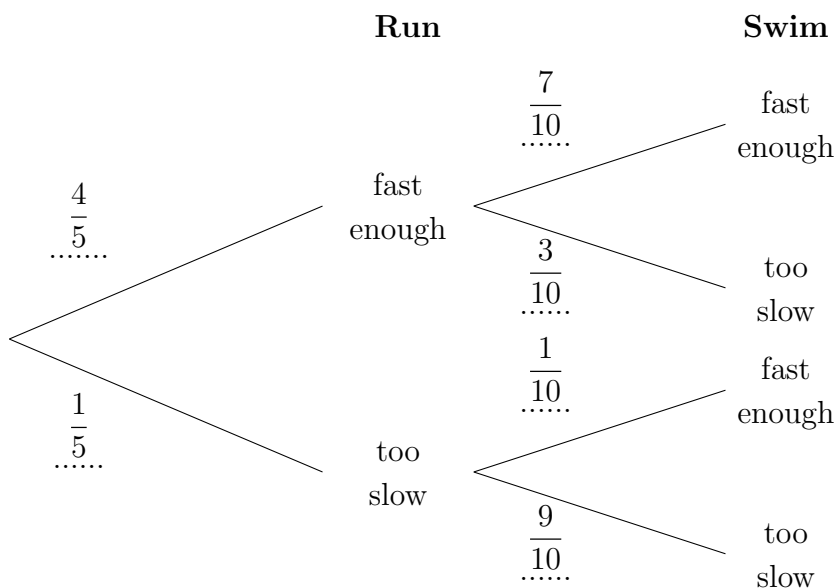 Run Swim
7/10
fast
enough
4/5
fast
enough
3/10
too
slow
1/10
fast
enough
1/5
too
slow
9/10
too
slow